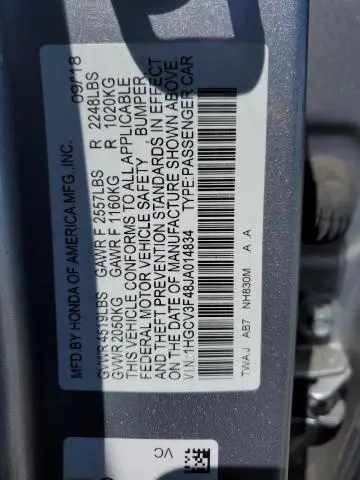 MFD BY HONDA OF AMERICA MFG., INC. 09/18
GVWR 4519LBS GAWR F 2557LBS R 2248LBS
GVWR 2050KG GAWR F 1160KG R 1020KG
THIS VEHICLE CONFORMS TO ALL APPLICABLE
FEDERAL MOTOR VEHICLE SAFETY, BUMPER,
AND THEFT PREVENTION STANDARDS IN EFFECT
ON THE DATE OF MANUFACTURE SHOWN ABOVE.
V.I.N.:1HGCV3F48JA014834 TYPE:PASSENGER CAR
TWAJ AB7 NH830M A A
VC